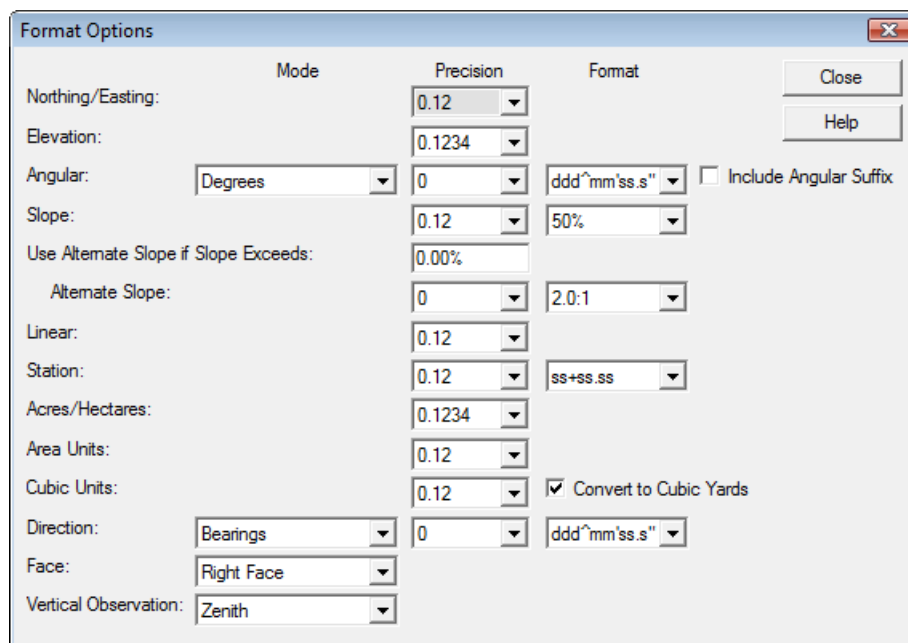 Format Options
Mode Precision Format Close
Northing/Easting: 0.12
Help
Elevation: 0.1234
Angular: Degrees 0 ddd^mm'ss.s" Include Angular Suffix
Slope: 0.12 50%
Use Alternate Slope if Slope Exceeds: 0.00%
Alternate Slope: 0 2.0:1
Linear: 0.12
Station: 0.12 ss+ss.ss
Acres/Hectares: 0.1234
Area Units: 0.12
Cubic Units: 0.12 Convert to Cubic Yards
Direction: Bearings 0 ddd^mm'ss.s"
Face: Right Face
Vertical Observation: Zenith